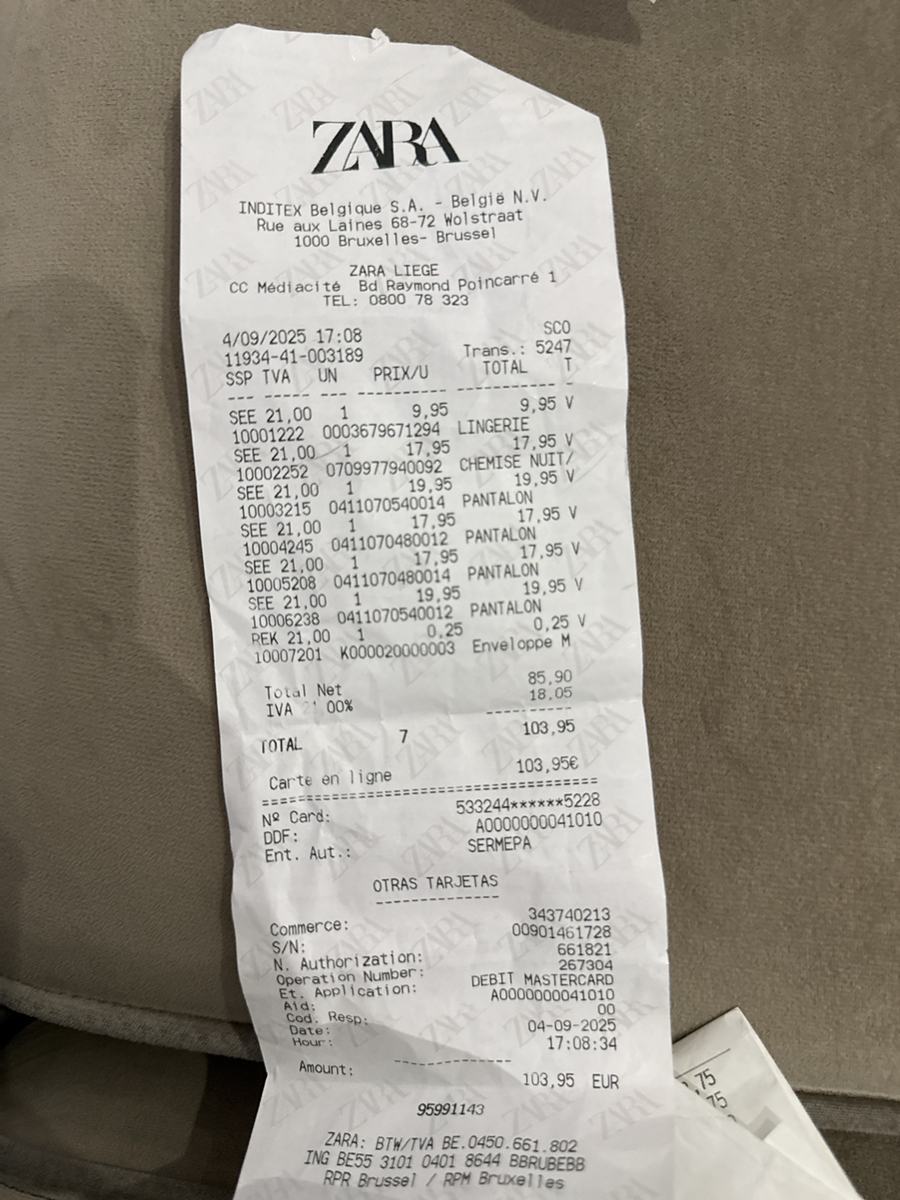 ZARA
INDITEX Belgique S.A. - België N.V.
Rue aux Laines 68-72 Wolstraat
1000 Bruxelles- Brussel
ZARA LIEGE
CC Médiacité Bd Raymond Poincarré 1
TEL: 0800 78 323
4/09/2025 17:08 SCO
11934-41-003189 Trans.: 5247
SSP TVA UN PRIX/U TOTAL T
SEE 21,00 1 9,95 9,95 V
10001222 0003679671294 LINGERIE
SEE 21,00 1 17,95 17,95 V
10002252 0709977940092 CHEMISE NUIT/
SEE 21,00 1 19,95 19,95 V
10003215 0411070540014 PANTALON
SEE 21,00 1 17,95 17,95 V
10004245 0411070480012 PANTALON
SEE 21,00 1 17,95 17,95 V
10005208 0411070480014 PANTALON
SEE 21,00 1 19,95 19,95 V
10006238 0411070540012 PANTALON
REK 21,00 1 0,25 0,25 V
10007201 K000020000003 Enveloppe M
Total Net 85,90
IVA 21 00% 18,05
TOTAL 7 103,95
Carte en ligne 103,95€
Nº Card: 533244******5228
DDF: A0000000041010
Ent. Aut.: SERMEPA
OTRAS TARJETAS
Commerce: 343740213
S/N: 00901461728
N. Authorization: 661821
Operation Number: 267304
Et. Application: DEBIT MASTERCARD
Aid: A0000000041010
Cod. Resp: 00
Date: 04-09-2025
Hour: 17:08:34
Amount: 103,95 EUR
95991143
ZARA: BTW/TVA BE.0450.661.802
ING BE55 3101 0401 8644 BBRUBEBB
RPR Brussel / RPM Bruxelles